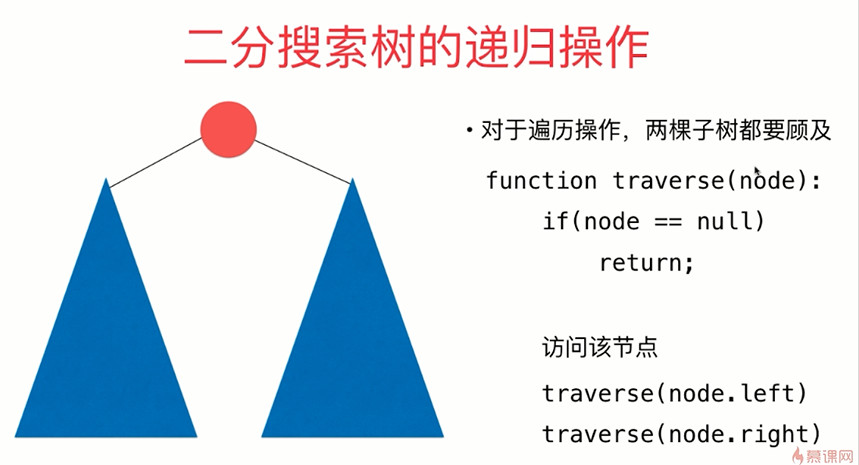 二分搜索树的递归操作
• 对于遍历操作，两棵子树都要顾及
function traverse(node):
if(node == null)
return;
访问该节点
traverse(node.left)
traverse(node.right)
慕课网